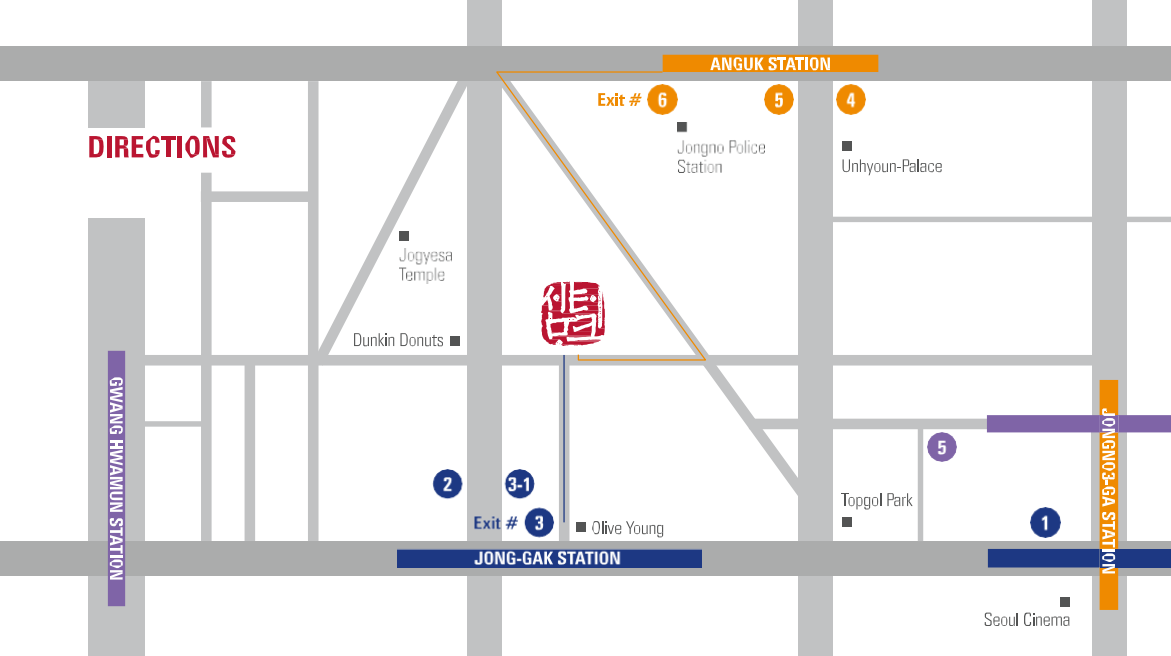 ANGUK STATION
Exit # 6
5
4
DIRECTIONS
Jongno Police
Station
Unhyoun-Palace
Jogyesa
Temple
Dunkin Donuts
GWANG HWAMUN STATION
JONGNO3-GA STATION
5
2
3-1
Topgol Park
Exit # 3
Olive Young
1
JONG-GAK STATION
Seoul Cinema